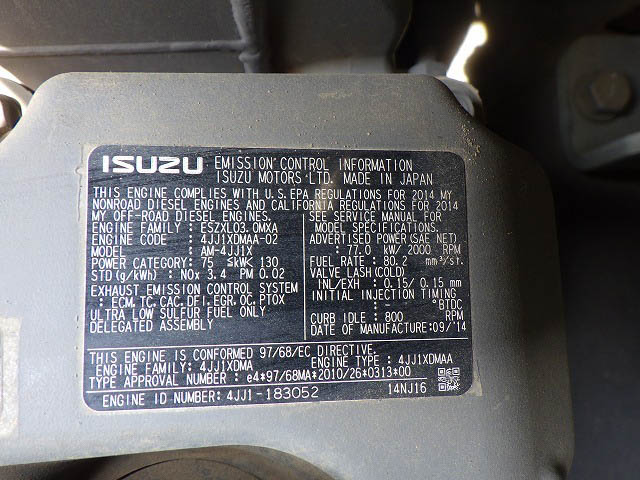 ISUZU EMISSION CONTROL INFORMATION
ISUZU MOTORS LTD. MADE IN JAPAN
THIS ENGINE COMPLIES WITH U.S.EPA REGULATIONS FOR 2014 MY
NONROAD DIESEL ENGINES AND CALIFORNIA REGULATIONS FOR 2014
MY OFF-ROAD DIESEL ENGINES.
ENGINE FAMILY : ESZXL03.0MXA
ENGINE CODE : 4JJ1XDMAA-02
MODEL NAME : AM-4JJ1X
POWER CATEGORY: 75 ≤kW< 130
STD (g/kWh) : NOx 3.4 PM 0.02
EXHAUST EMISSION CONTROL SYSTEM
: ECM,TC,CAC,DFI,EGR,OC,PTOX
ULTRA LOW SULFUR FUEL ONLY
DELEGATED ASSEMBLY
SEE SERVICE MANUAL FOR
MODEL SPECIFICATIONS.
ADVERTISED POWER (SAE NET)
: 77.0 kW/ 2000 RPM
FUEL RATE : 80.2 mm³/st.
VALVE LASH (COLD)
INL/EXH : 0.15/ 0.15 mm
INITIAL INJECTION TIMING
: - °BTDC
CURB IDLE : 800 RPM
DATE OF MANUFACTURE:09/'14
THIS ENGINE IS CONFORMED 97/68/EC DIRECTIVE.
ENGINE FAMILY: 4JJ1XDMA ENGINE TYPE : 4JJ1XDMAA
TYPE APPROVAL NUMBER : e4*97/68MA*2010/26*0313*00
ENGINE ID NUMBER: 4JJ1-183052 14NJ16